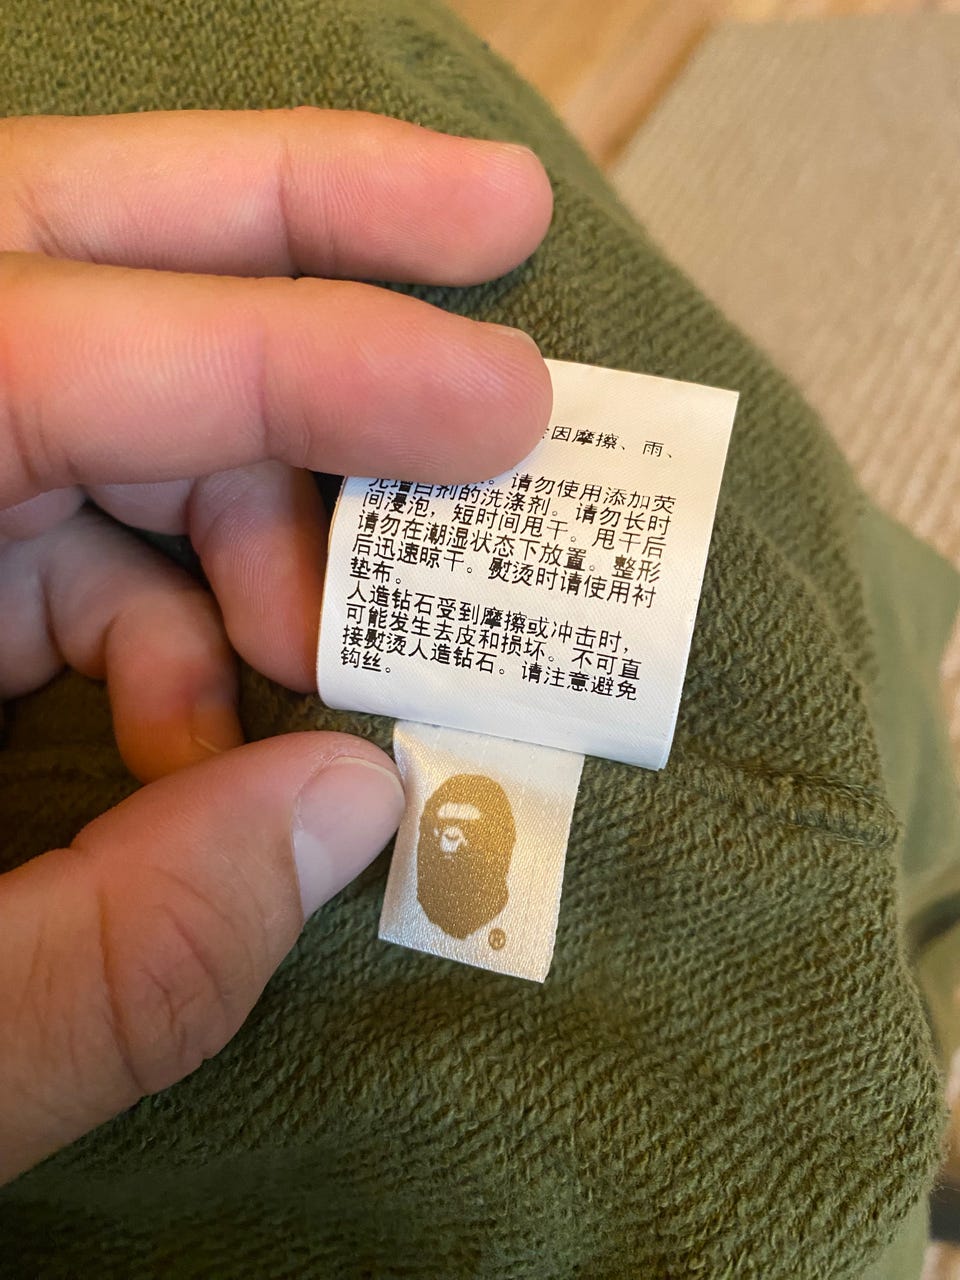 因摩擦、雨、
请勿使用添加荧
光增白剂的洗涤剂。请勿长时
间浸泡，短时间甩干。甩干后
请勿在潮湿状态下放置。整形
后迅速晾干。熨烫时请使用衬
垫布。
人造钻石受到摩擦或冲击时，
可能发生去皮和损坏。不可直
接熨烫人造钻石。请注意避免
钩丝。
®